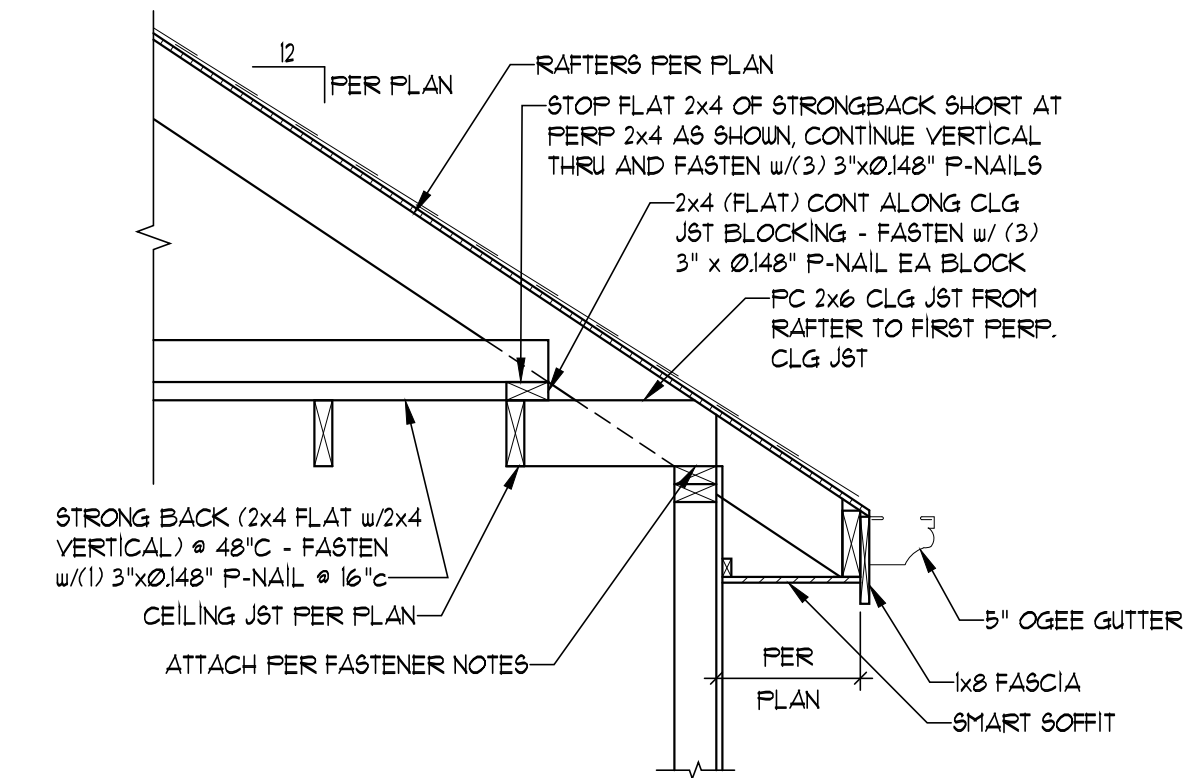 12
PER PLAN
RAFTERS PER PLAN
STOP FLAT 2x4 OF STRONGBACK SHORT AT
PERP 2x4 AS SHOWN, CONTINUE VERTICAL
THRU AND FASTEN w/(3) 3"xØ.148" P-NAILS
2x4 (FLAT) CONT ALONG CLG
JST BLOCKING - FASTEN w/ (3)
3" x Ø.148" P-NAIL EA BLOCK
PC 2x6 CLG JST FROM
RAFTER TO FIRST PERP.
CLG JST
STRONG BACK (2x4 FLAT w/2x4
VERTICAL) @ 48"C - FASTEN
w/(1) 3"xØ.148" P-NAIL @ 16"c
CEILING JST PER PLAN
ATTACH PER FASTENER NOTES
PER
PLAN
5" OGEE GUTTER
1x8 FASCIA
SMART SOFFIT